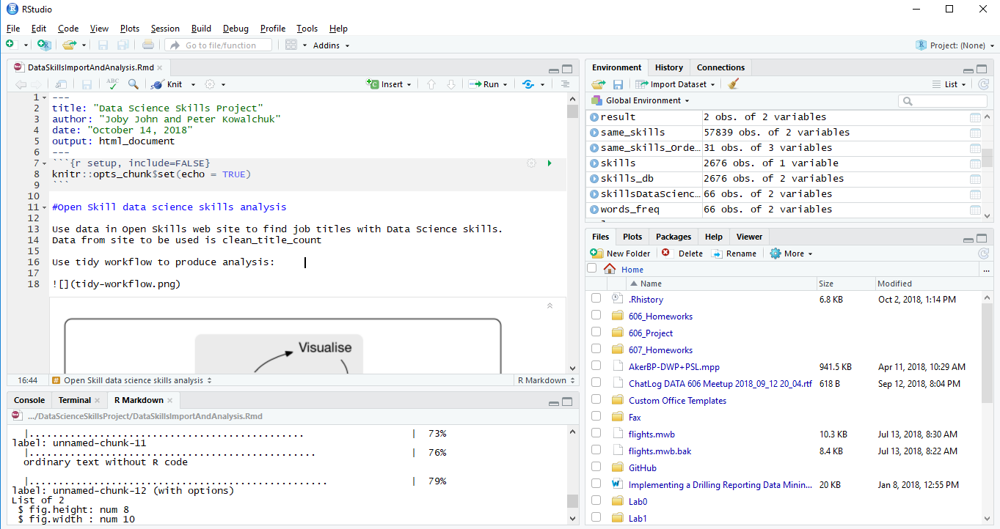 RStudio
File Edit Code View Plots Session Build Debug Profile Tools Help
Go to file/function Addins Project: (None)
DataSkillsImportAndAnalysis.Rmd
ABC Knit Insert Run
1 ---
2 title: "Data Science Skills Project"
3 author: "Joby John and Peter Kowalchuk"
4 date: "October 14, 2018"
5 output: html_document
6 ---
7 ```{r setup, include=FALSE}
8 knitr::opts_chunk$set(echo = TRUE)
9 ```
10
11 #Open Skill data science skills analysis
12
13 Use data in Open Skills web site to find job titles with Data Science skills.
14 Data from site to be used is clean_title_count
15
16 Use tidy workflow to produce analysis:
17
18 ![](tidy-workflow.png)
Visualise
16:44 # Open Skill data science skills analysis R Markdown
Console Terminal R Markdown
.../DataScienceSkillsProject/DataSkillsImportAndAnalysis.Rmd
|............................................... | 73%
label: unnamed-chunk-11
|................................................. | 76%
ordinary text without R code
|................................................... | 79%
label: unnamed-chunk-12 (with options)
List of 2
$ fig.height: num 8
$ fig.width : num 10
Environment History Connections
Import Dataset List
Global Environment
result 2 obs. of 2 variables
same_skills 57839 obs. of 2 variables
same_skills_Orde... 31 obs. of 3 variables
skills 2676 obs. of 1 variable
skills_db 2676 obs. of 2 variables
skillsDataScienc... 66 obs. of 2 variables
words_freq 66 obs. of 2 variables
Files Plots Packages Help Viewer
New Folder Delete Rename More
Home ...
Name Size Modified
.Rhistory 6.8 KB Oct 2, 2018, 1:14 PM
606_Homeworks
606_Project
607_Homeworks
AkerBP-DWP+PSL.mpp 941.5 KB Apr 11, 2018, 10:29 AM
ChatLog DATA 606 Meetup 2018_09_12 20_04.rtf 618 B Sep 12, 2018, 8:04 PM
Custom Office Templates
Fax
flights.mwb 10.3 KB Jul 13, 2018, 8:30 AM
flights.mwb.bak 8.4 KB Jul 13, 2018, 8:22 AM
GitHub
Implementing a Drilling Reporting Data Minin... 20 KB Jan 8, 2018, 12:55 PM
Lab0
Lab1